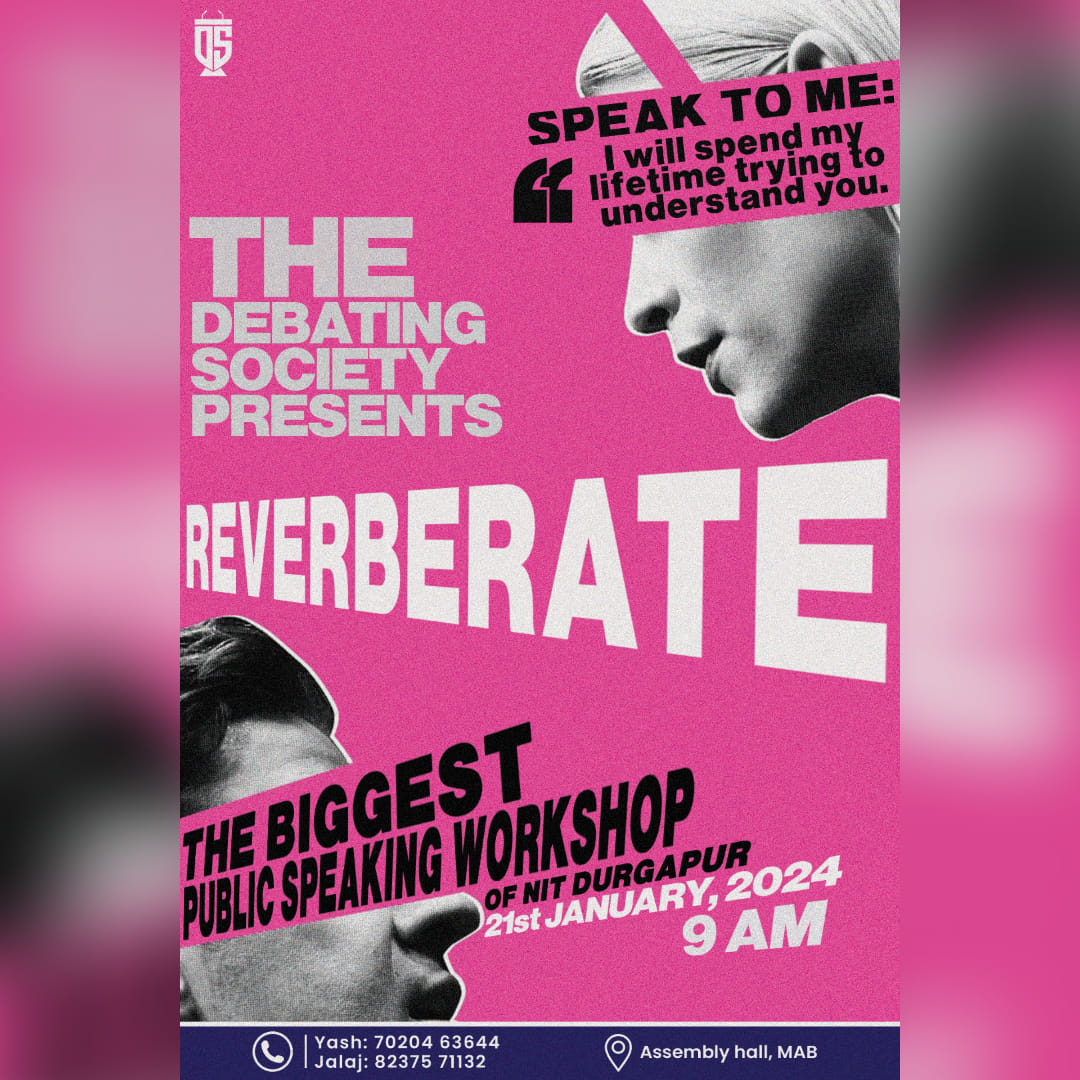 DS
SPEAK TO ME:
“ I will spend my
lifetime trying to
understand you.
THE
DEBATING
SOCIETY
PRESENTS
REVERBERATE
THE BIGGEST
PUBLIC SPEAKING WORKSHOP
OF NIT DURGAPUR
21st JANUARY, 2024
9 AM
Yash: 70204 63644
Jalaj: 82375 71132
Assembly hall, MAB